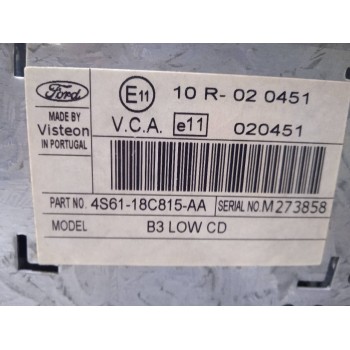 Ford
E11 10 R- 02 0451
MADE BY
Visteon
IN PORTUGAL
V.C.A. e11 020451
PART NO. 4S61-18C815-AA SERIAL NO. M273858
MODEL B3 LOW CD